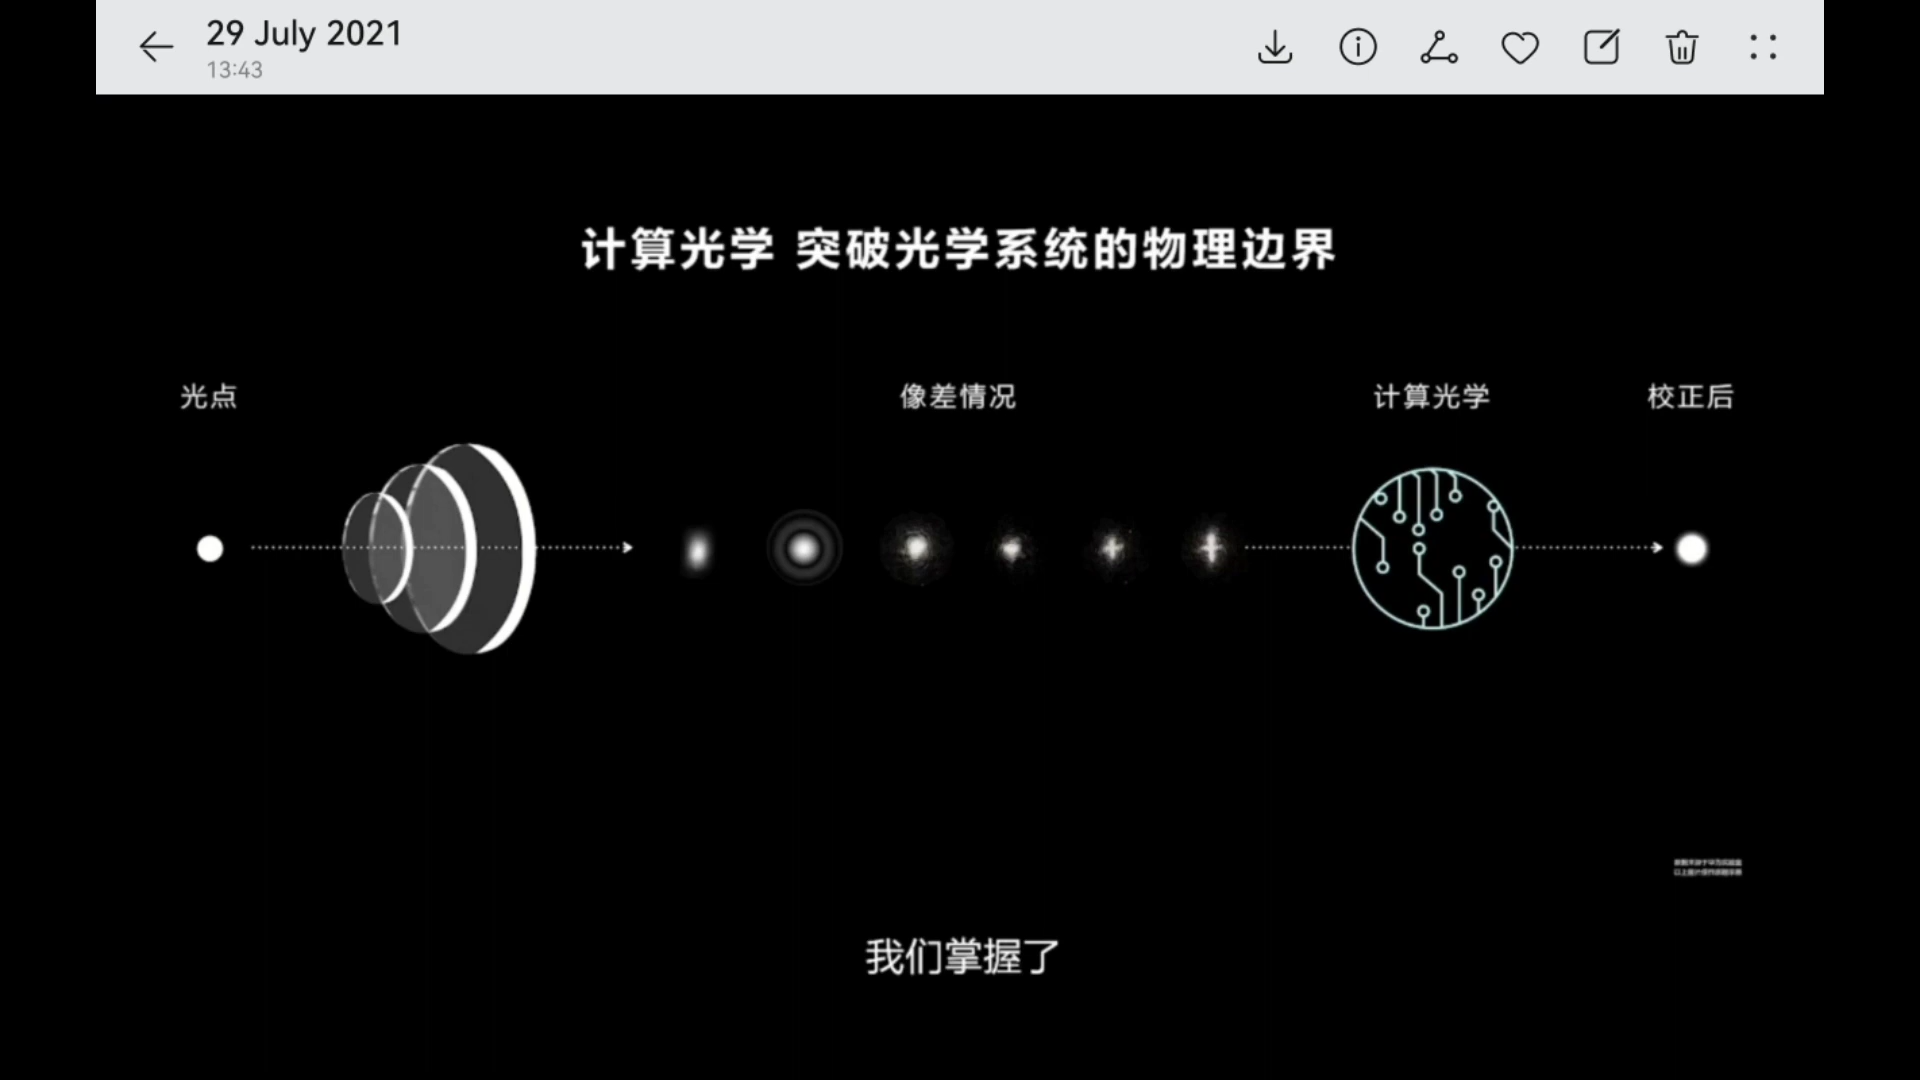 29 July 2021
13:43
计算光学 突破光学系统的物理边界
光点
像差情况
计算光学
校正后
我们掌握了